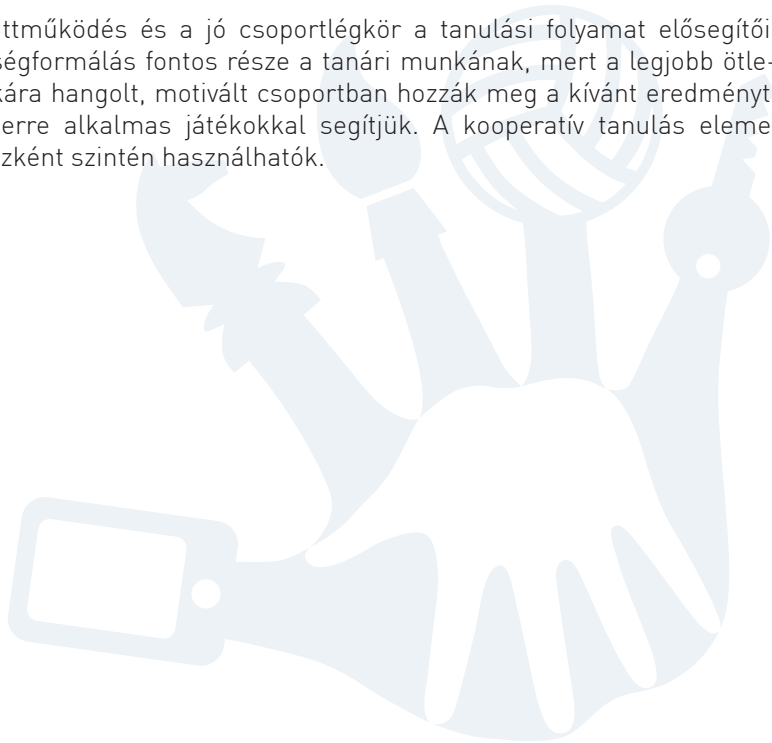 ttműködés és a jó csoportlégkör a tanulási folyamat elősegítői
ségformálás fontos része a tanári munkának, mert a legjobb ötle-
kára hangolt, motivált csoportban hozzák meg a kívánt eredményt
erre alkalmas játékokkal segítjük. A kooperatív tanulás eleme
zként szintén használhatók.